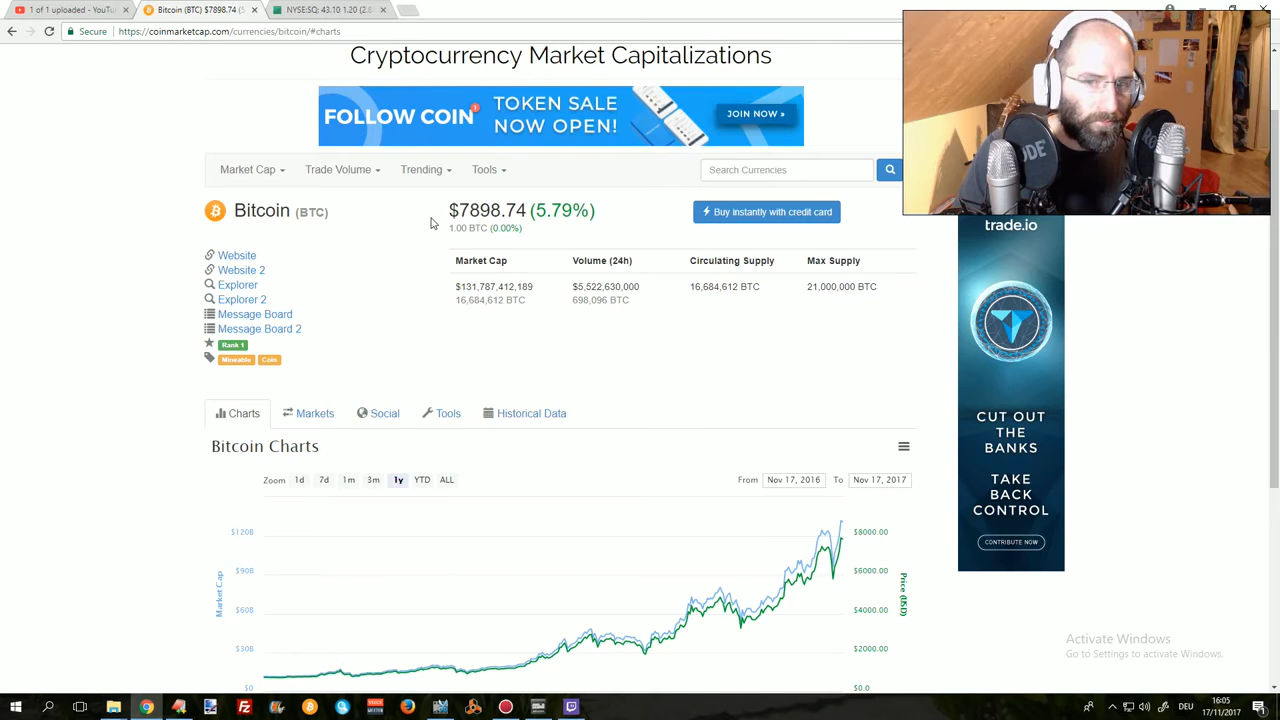 1 of 1 uploaded - YouTu
Bitcoin (BTC) $7898.74 (5
NYSE:SQ: 43.10 1.20 (2.8
Secure
https://coinmarketcap.com/currencies/bitcoin/#charts
Cryptocurrency Market Capitalizations
FOLLOW COIN
TOKEN SALE
NOW OPEN!
JOIN NOW »
Market Cap
Trade Volume
Trending
Tools
Search Currencies
Bitcoin (BTC)
$7898.74 (5.79%)
1.00 BTC (0.00%)
Buy instantly with credit card
Website
Website 2
Explorer
Explorer 2
Message Board
Message Board 2
Rank 1
Mineable Coin
Market Cap
Volume (24h)
Circulating Supply
Max Supply
$131,787,412,189
$5,522,630,000
16,684,612 BTC
21,000,000 BTC
16,684,612 BTC
698,096 BTC
trade.io
CUT OUT
THE
BANKS
TAKE
BACK
CONTROL
CONTRIBUTE NOW
Charts
Markets
Social
Tools
Historical Data
Bitcoin Charts
Zoom 1d 7d 1m 3m 1y YTD ALL
From Nov 17, 2016 To Nov 17, 2017
$120B
$90B
$60B
$30B
Market Cap
$8000.00
$6000.00
$4000.00
$2000.00
$0.0
Price (USD)
Activate Windows
Go to Settings to activate Windows.
DEU
16:05
17/11/2017